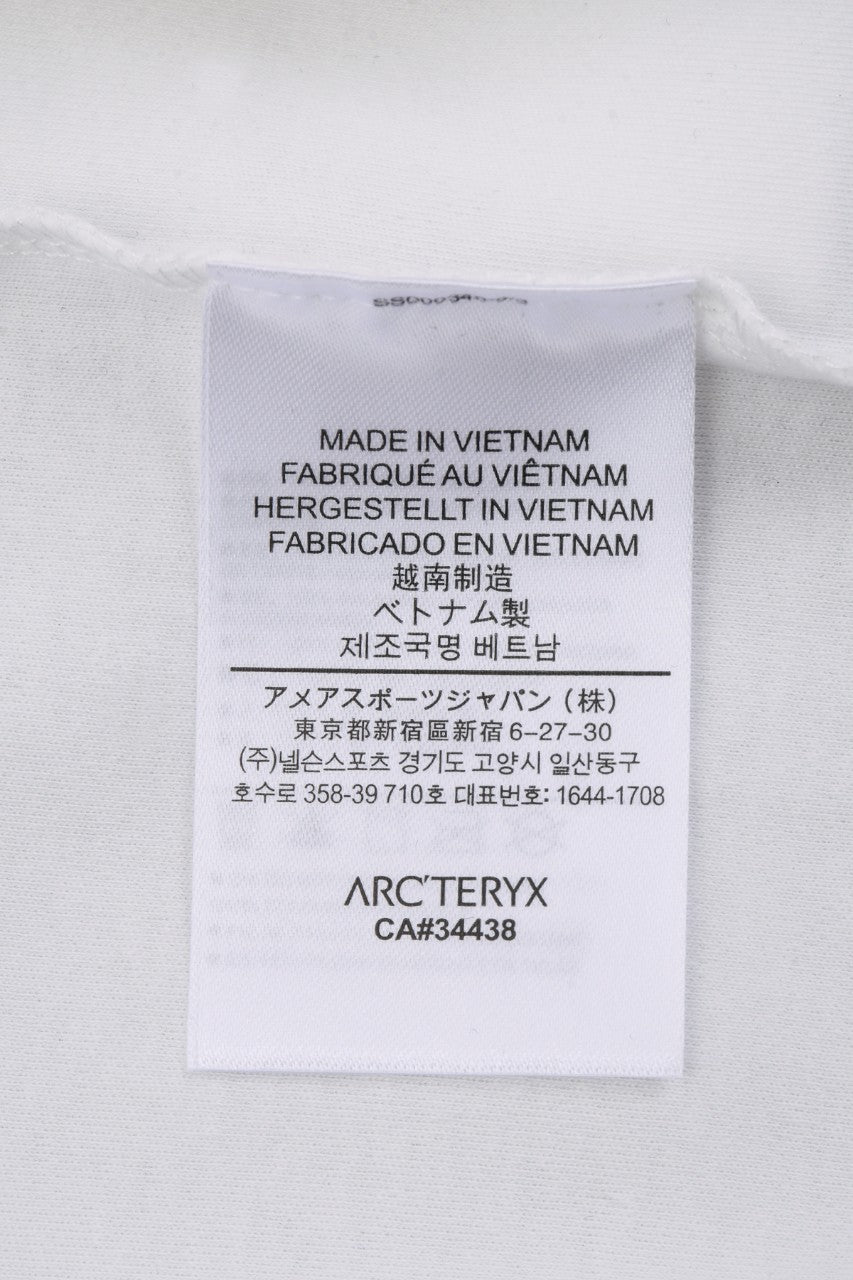 MADE IN VIETNAM
FABRIQUÉ AU VIÊTNAM
HERGESTELLT IN VIETNAM
FABRICADO EN VIETNAM
越南制造
ベトナム製
제조국명 베트남
アメアスポーツジャパン（株）
東京都新宿區新宿6-27-30
(주)넬슨스포츠 경기도 고양시 일산동구
호수로 358-39 710호 대표번호: 1644-1708
ARC'TERYX
CA#34438